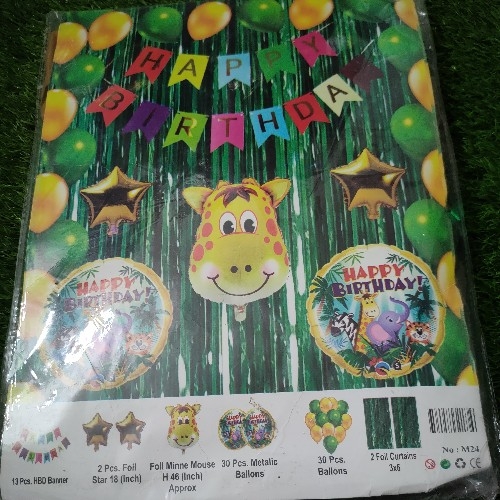 HAPPY
BIRTHDAY
HAPPY
BIRTHDAY!
HAPPY
BIRTHDAY!
13 Pcs. HBD Banner
2 Pcs. Foil
Star 18 (Inch)
Foll Minne Mouse
H 46 (Inch)
Approx
30 Pcs. Metalic
Ballons
30 Pcs.
Ballons
2 Foil Curtains
3x6
No : M24